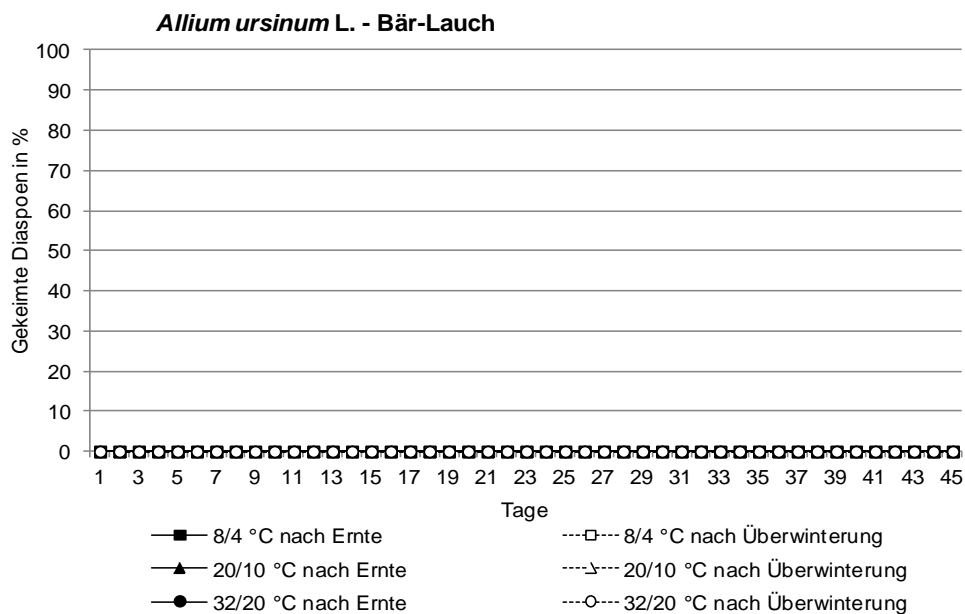 Allium ursinum L. - Bär-Lauch
100
90
80
70
60
50
40
30
20
10
0
Gekeimte Diaspoen in %
1 3 5 7 9 11 13 15 17 19 21 23 25 27 29 31 33 35 37 39 41 43 45
Tage
8/4 °C nach Ernte 8/4 °C nach Überwinterung
20/10 °C nach Ernte 20/10 °C nach Überwinterung
32/20 °C nach Ernte 32/20 °C nach Überwinterung